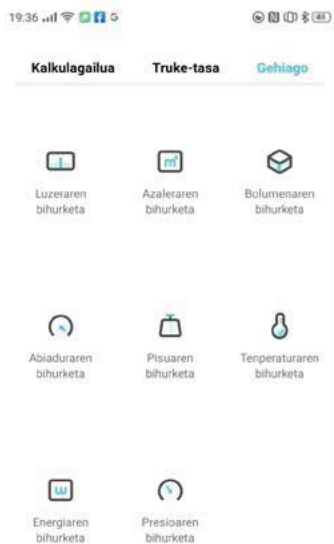 19:36
Kalkulagailua Truke-tasa Gehiago
Luzeraren Azaleraren Bolumenaren
bihurketa bihurketa bihurketa
Abiaduraren Pisuaren Tenperaturaren
bihurketa bihurketa bihurketa
Energiaren Presioaren
bihurketa bihurketa